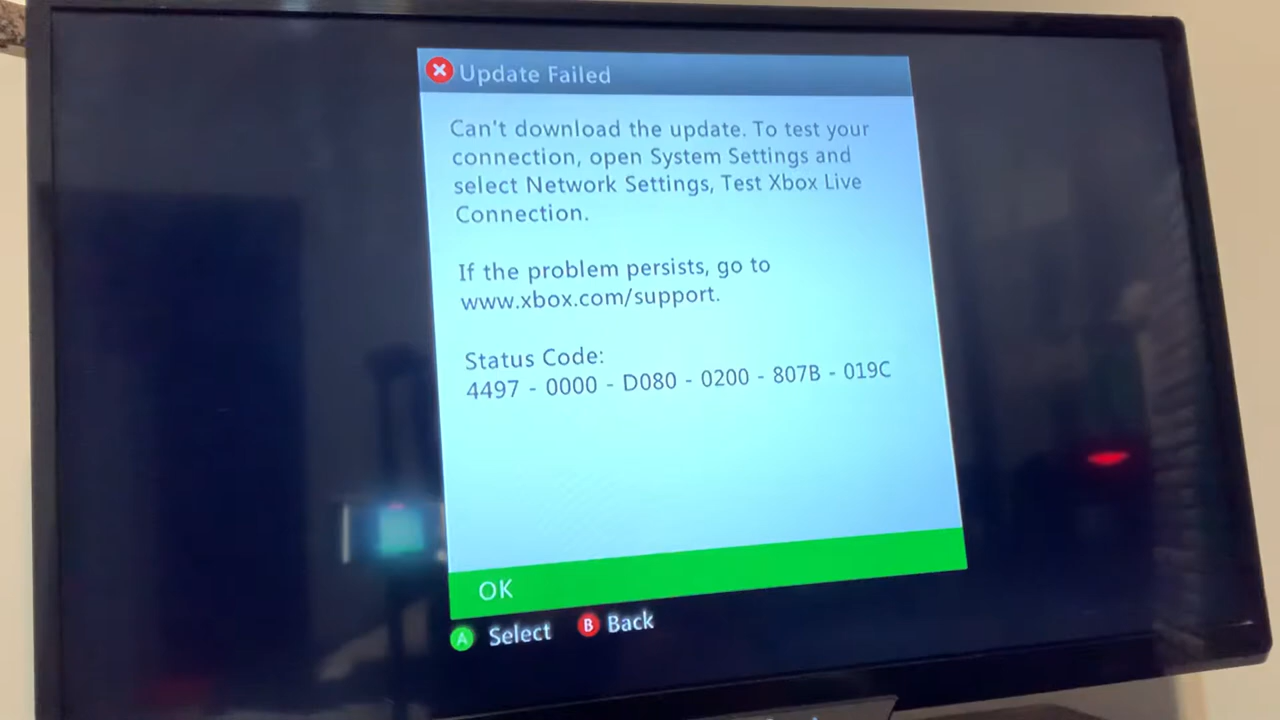 Update Failed
Can't download the update. To test your
connection, open System Settings and
select Network Settings, Test Xbox Live
Connection.
If the problem persists, go to
www.xbox.com/support.
Status Code:
4497 - 0000 - D080 - 0200 - 807B - 019C
OK
A Select B Back